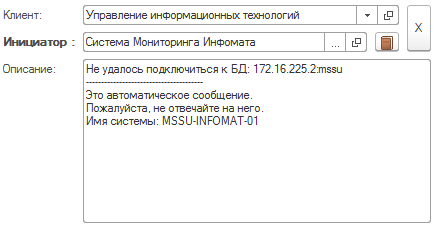 Клиент: Управление информационных технологий
X
Инициатор : Система Мониторинга Инфомата ...
Описание: Не удалось подключиться к БД: 172.16.225.2:mssu
---------------------------------------
Это автоматическое сообщение.
Пожалуйста, не отвечайте на него.
Имя системы: MSSU-INFOMAT-01